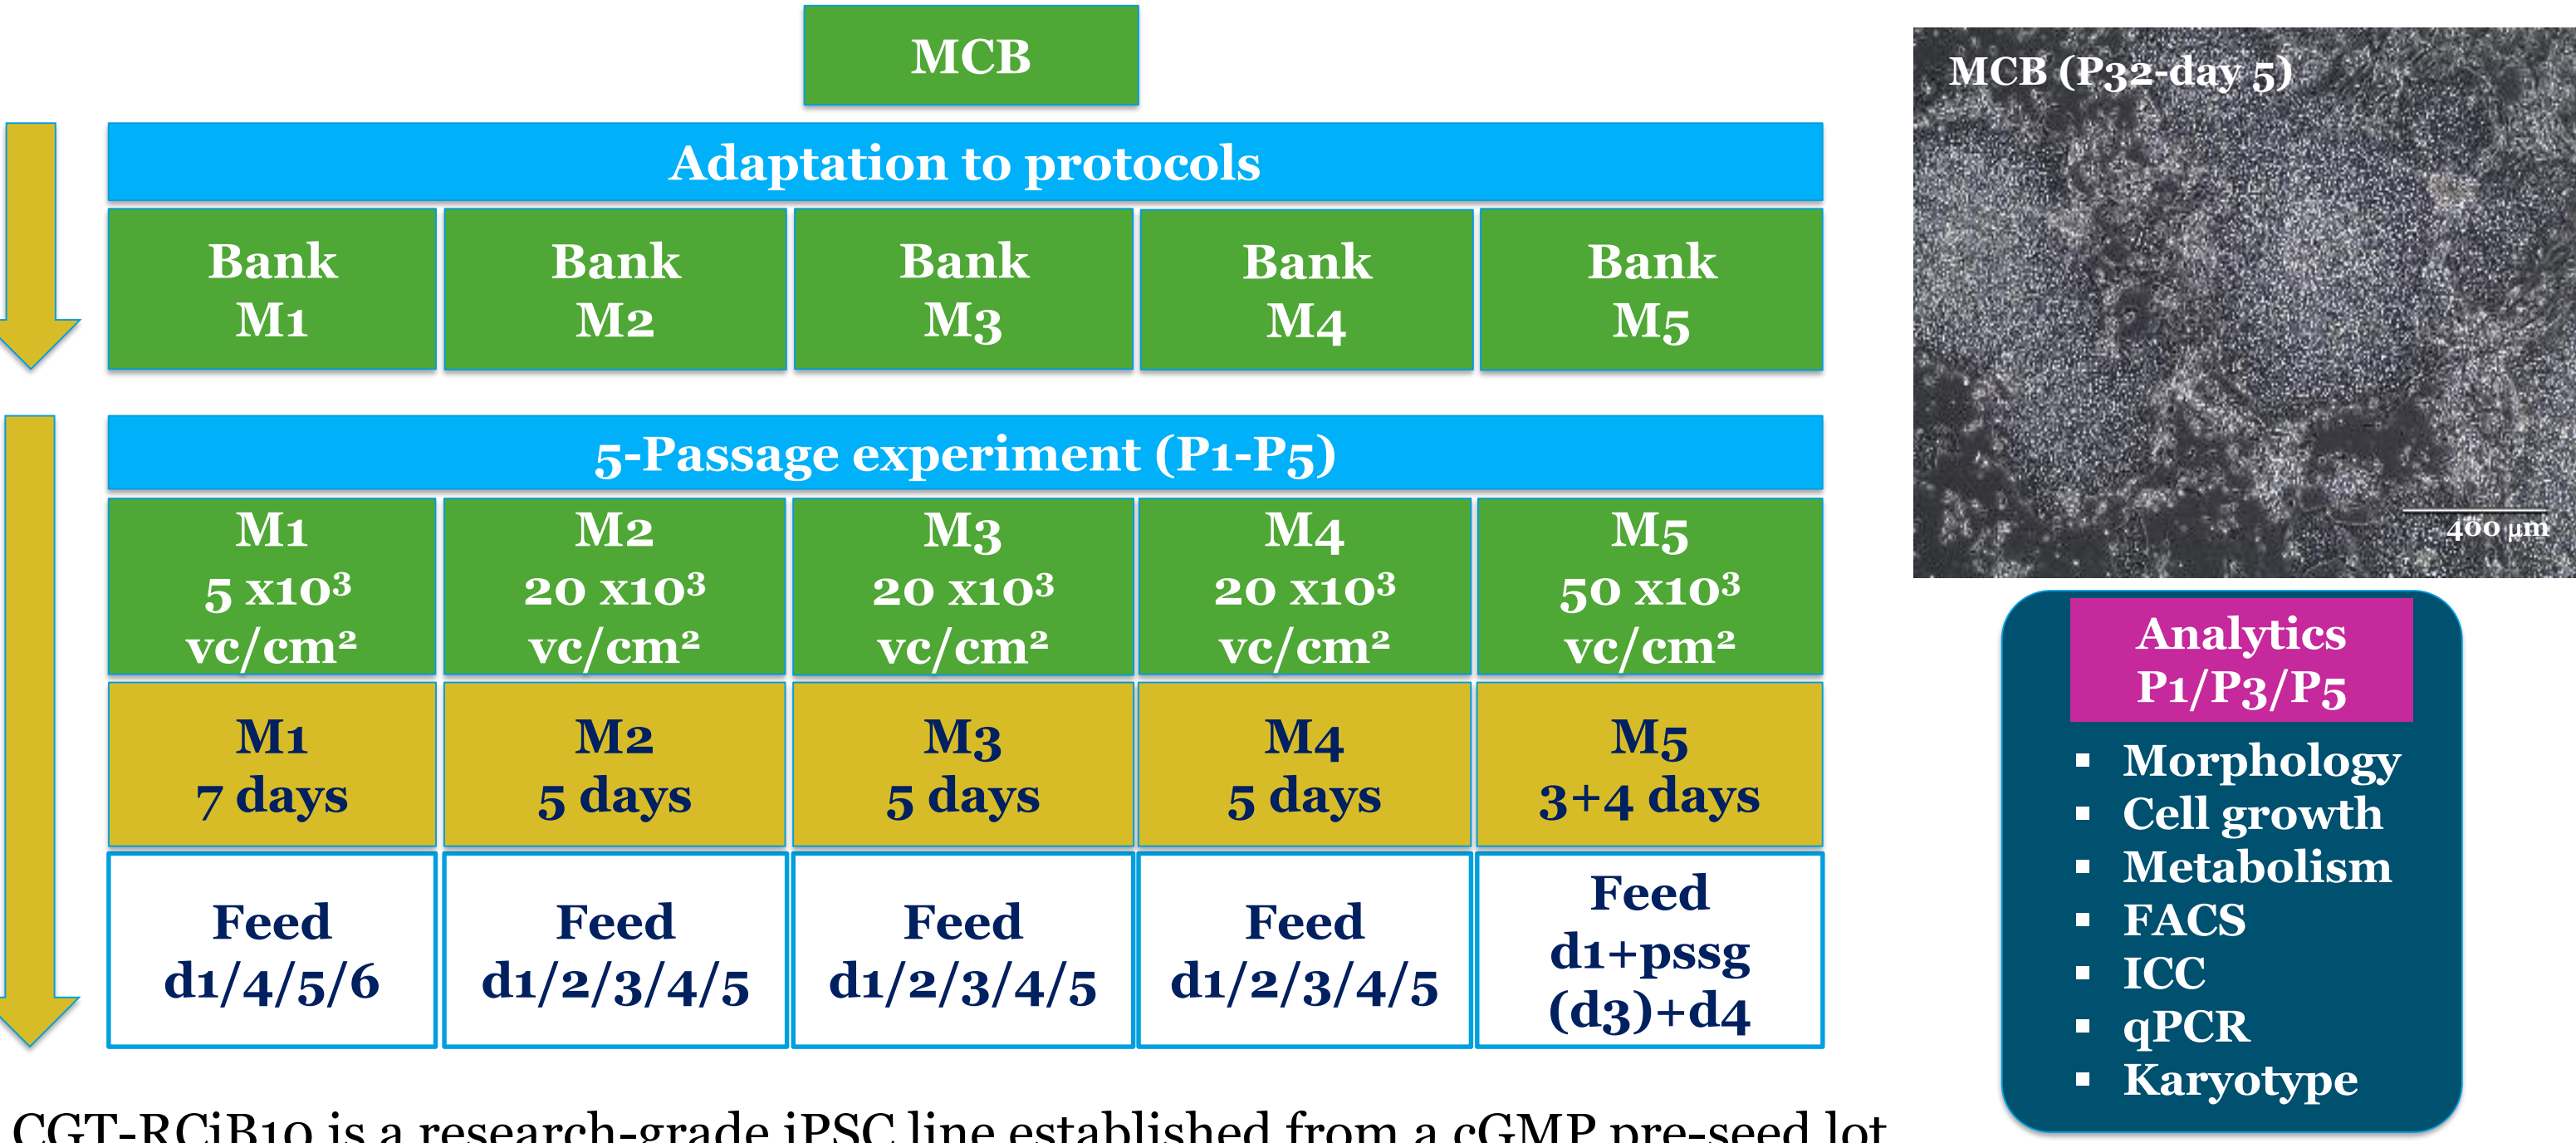 MCB
Adaptation to protocols
Bank
M1
Bank
M2
Bank
M3
Bank
M4
Bank
M5
5-Passage experiment (P1-P5)
M1
5 x10³
vc/cm²
M2
20 x10³
vc/cm²
M3
20 x10³
vc/cm²
M4
20 x10³
vc/cm²
M5
50 x10³
vc/cm²
M1
7 days
M2
5 days
M3
5 days
M4
5 days
M5
3+4 days
Feed
d1/4/5/6
Feed
d1/2/3/4/5
Feed
d1/2/3/4/5
Feed
d1/2/3/4/5
Feed
d1+pssg
(d3)+d4
MCB (P32-day 5)
400 µm
Analytics
P1/P3/P5
▪ Morphology
▪ Cell growth
▪ Metabolism
▪ FACS
▪ ICC
▪ qPCR
▪ Karyotype
CGT-RCiB10 is a research-grade iPSC line established from a cGMP pre-seed lot